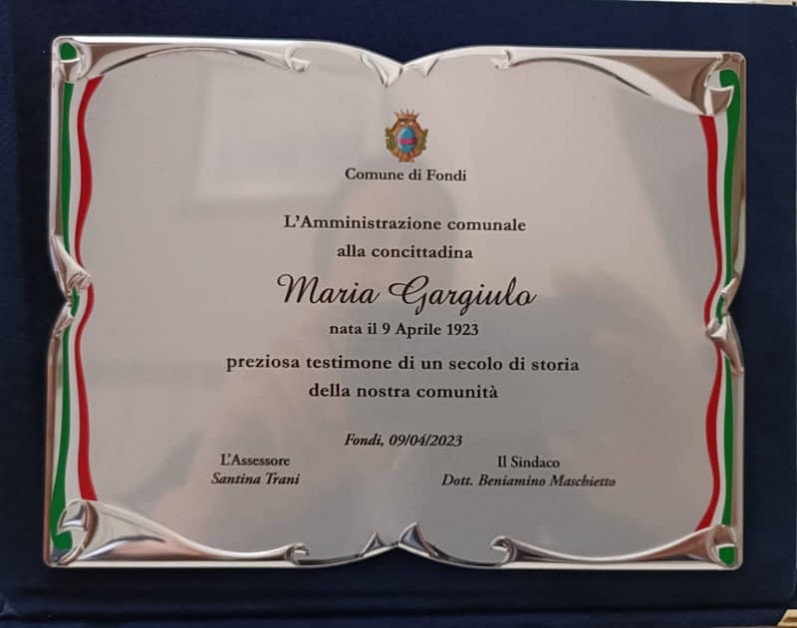 Comune di Fondi
L'Amministrazione comunale
alla concittadina
Maria Gargiulo
nata il 9 Aprile 1923
preziosa testimone di un secolo di storia
della nostra comunità
Fondi, 09/04/2023
L'Assessore
Santina Trani
Il Sindaco
Dott. Beniamino Maschietto